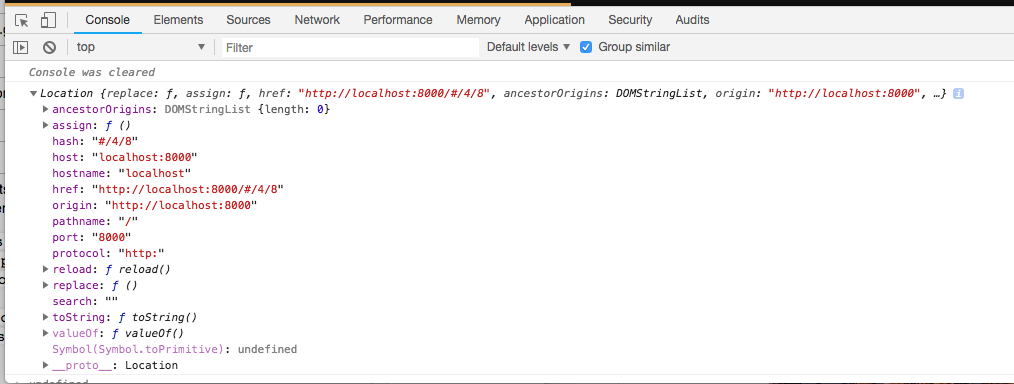 Console Elements Sources Network Performance Memory Application Security Audits
top Filter Default levels Group similar
Console was cleared
Location {replace: ƒ, assign: ƒ, href: "http://localhost:8000/#/4/8", ancestorOrigins: DOMStringList, origin: "http://localhost:8000", …} i
ancestorOrigins: DOMStringList {length: 0}
assign: ƒ ()
hash: "#/4/8"
host: "localhost:8000"
hostname: "localhost"
href: "http://localhost:8000/#/4/8"
origin: "http://localhost:8000"
pathname: "/"
port: "8000"
protocol: "http:"
reload: ƒ reload()
replace: ƒ ()
search: ""
toString: ƒ toString()
valueOf: ƒ valueOf()
Symbol(Symbol.toPrimitive): undefined
__proto__: Location
undefined